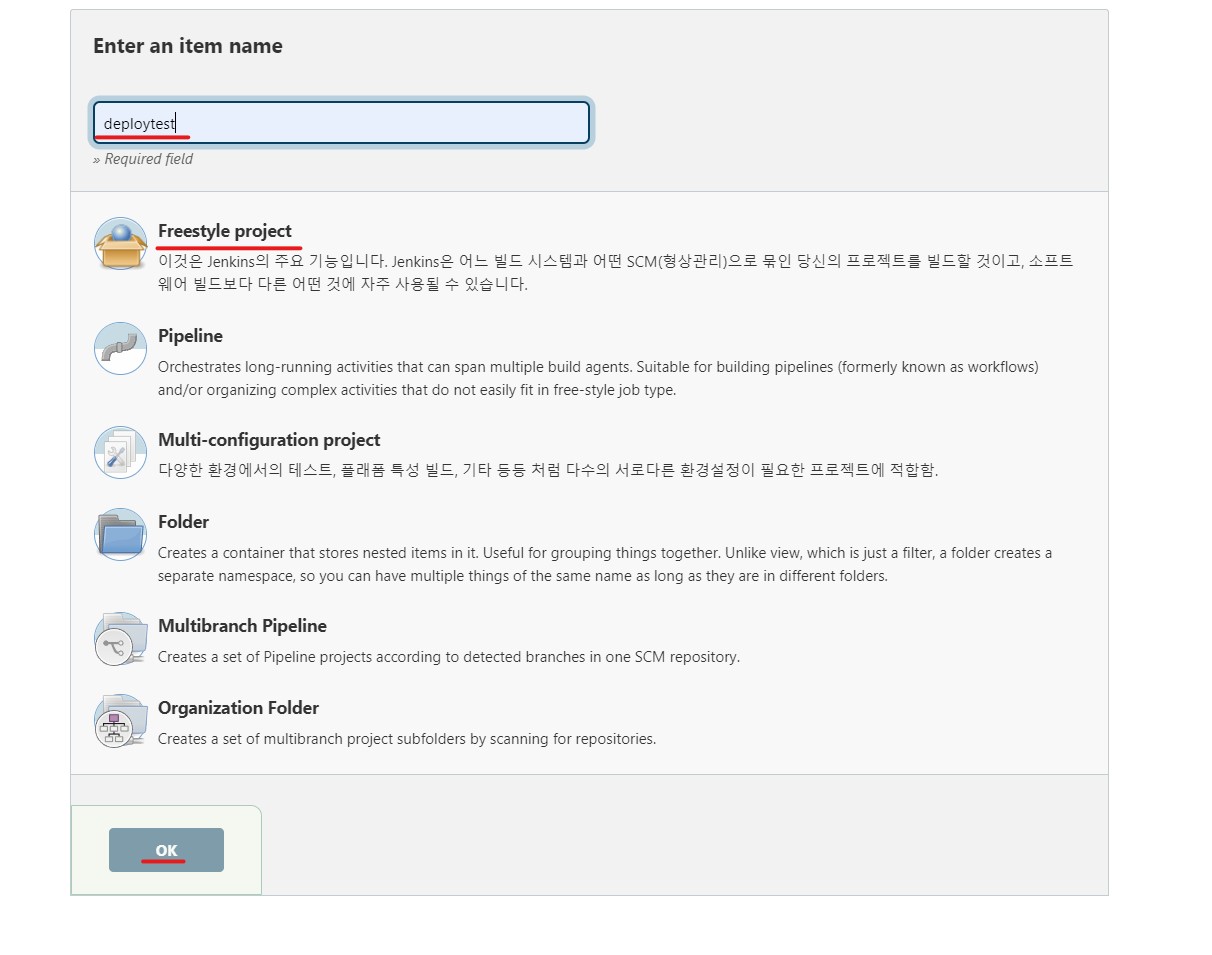 Enter an item name
deploytest
» Required field
Freestyle project
이것은 Jenkins의 주요 기능입니다. Jenkins은 어느 빌드 시스템과 어떤 SCM(형상관리)으로 묶인 당신의 프로젝트를 빌드할 것이고, 소프트
웨어 빌드보다 다른 어떤 것에 자주 사용될 수 있습니다.
Pipeline
Orchestrates long-running activities that can span multiple build agents. Suitable for building pipelines (formerly known as workflows)
and/or organizing complex activities that do not easily fit in free-style job type.
Multi-configuration project
다양한 환경에서의 테스트, 플래폼 특성 빌드, 기타 등등 처럼 다수의 서로다른 환경설정이 필요한 프로젝트에 적합함.
Folder
Creates a container that stores nested items in it. Useful for grouping things together. Unlike view, which is just a filter, a folder creates a
separate namespace, so you can have multiple things of the same name as long as they are in different folders.
Multibranch Pipeline
Creates a set of Pipeline projects according to detected branches in one SCM repository.
Organization Folder
Creates a set of multibranch project subfolders by scanning for repositories.
OK